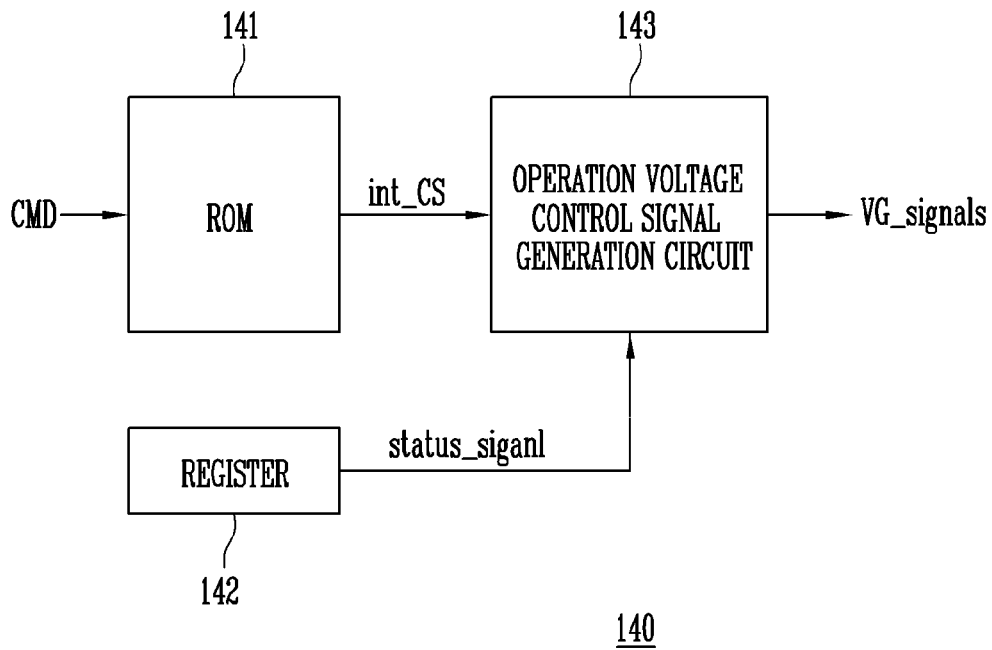 141
143
CMD
ROM
int_CS
OPERATION VOLTAGE
CONTROL SIGNAL
GENERATION CIRCUIT
VG_signals
REGISTER
status_siganl
142
140